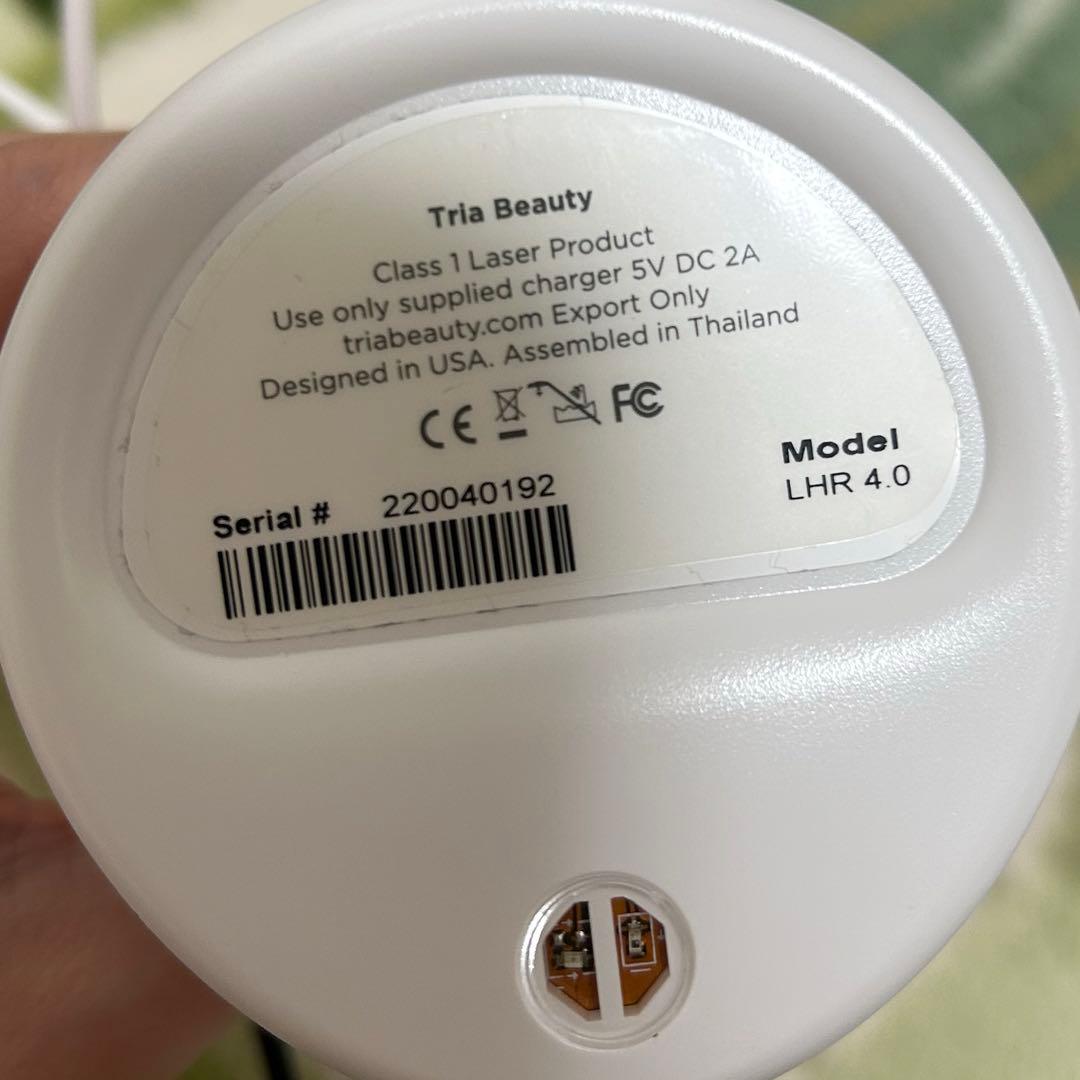 Tria Beauty
Class 1 Laser Product
Use only supplied charger 5V DC 2A
triabeauty.com Export Only
Designed in USA. Assembled in Thailand
CE FC
Serial # 220040192
Model
LHR 4.0